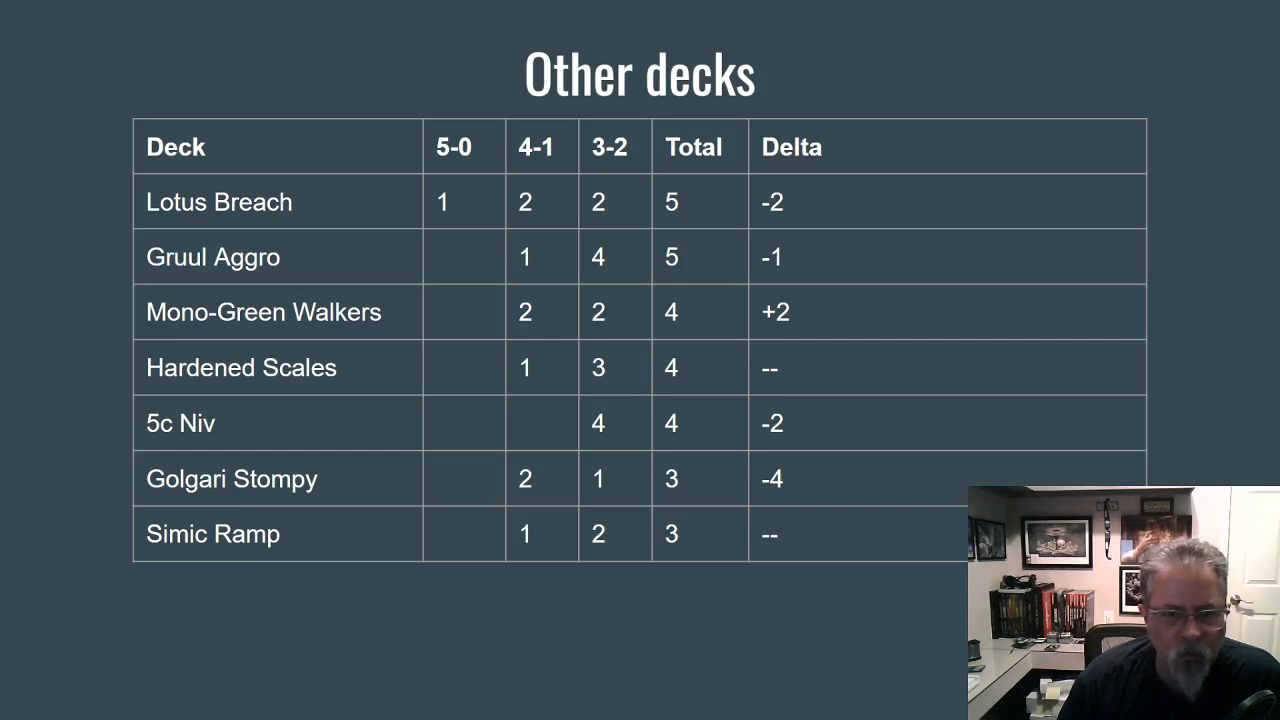 Other decks
Deck 5-0 4-1 3-2 Total Delta
Lotus Breach 1 2 2 5 -2
Gruul Aggro 1 4 5 -1
Mono-Green Walkers 2 2 4 +2
Hardened Scales 1 3 4 --
5c Niv 4 4 -2
Golgari Stompy 2 1 3 -4
Simic Ramp 1 2 3 --